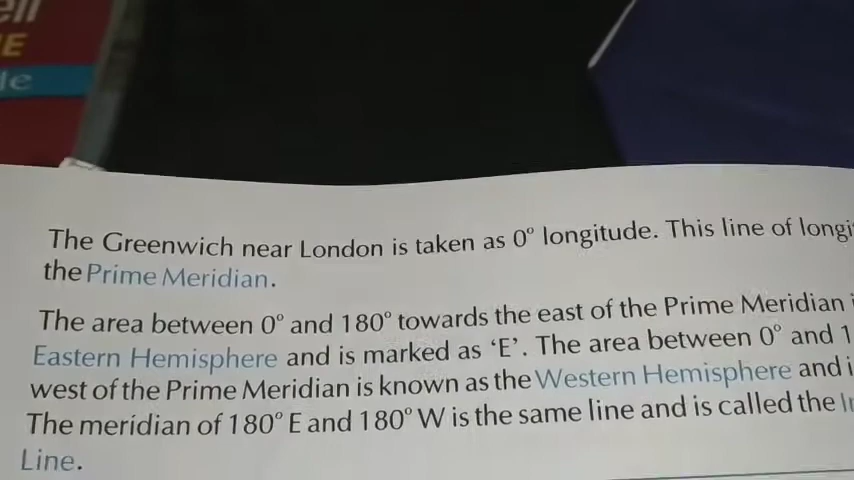 ell
E
le
The Greenwich near London is taken as 0° longitude. This line of
the Prime Meridian.
The area between 0° and 180° towards the east of the Prime Meridian
Eastern Hemisphere and is marked as ‘E’. The area between 0° and
west of the Prime Meridian is known as the Western Hemisphere and
The meridian of 180° E and 180° W is the same line and is called the
Line.